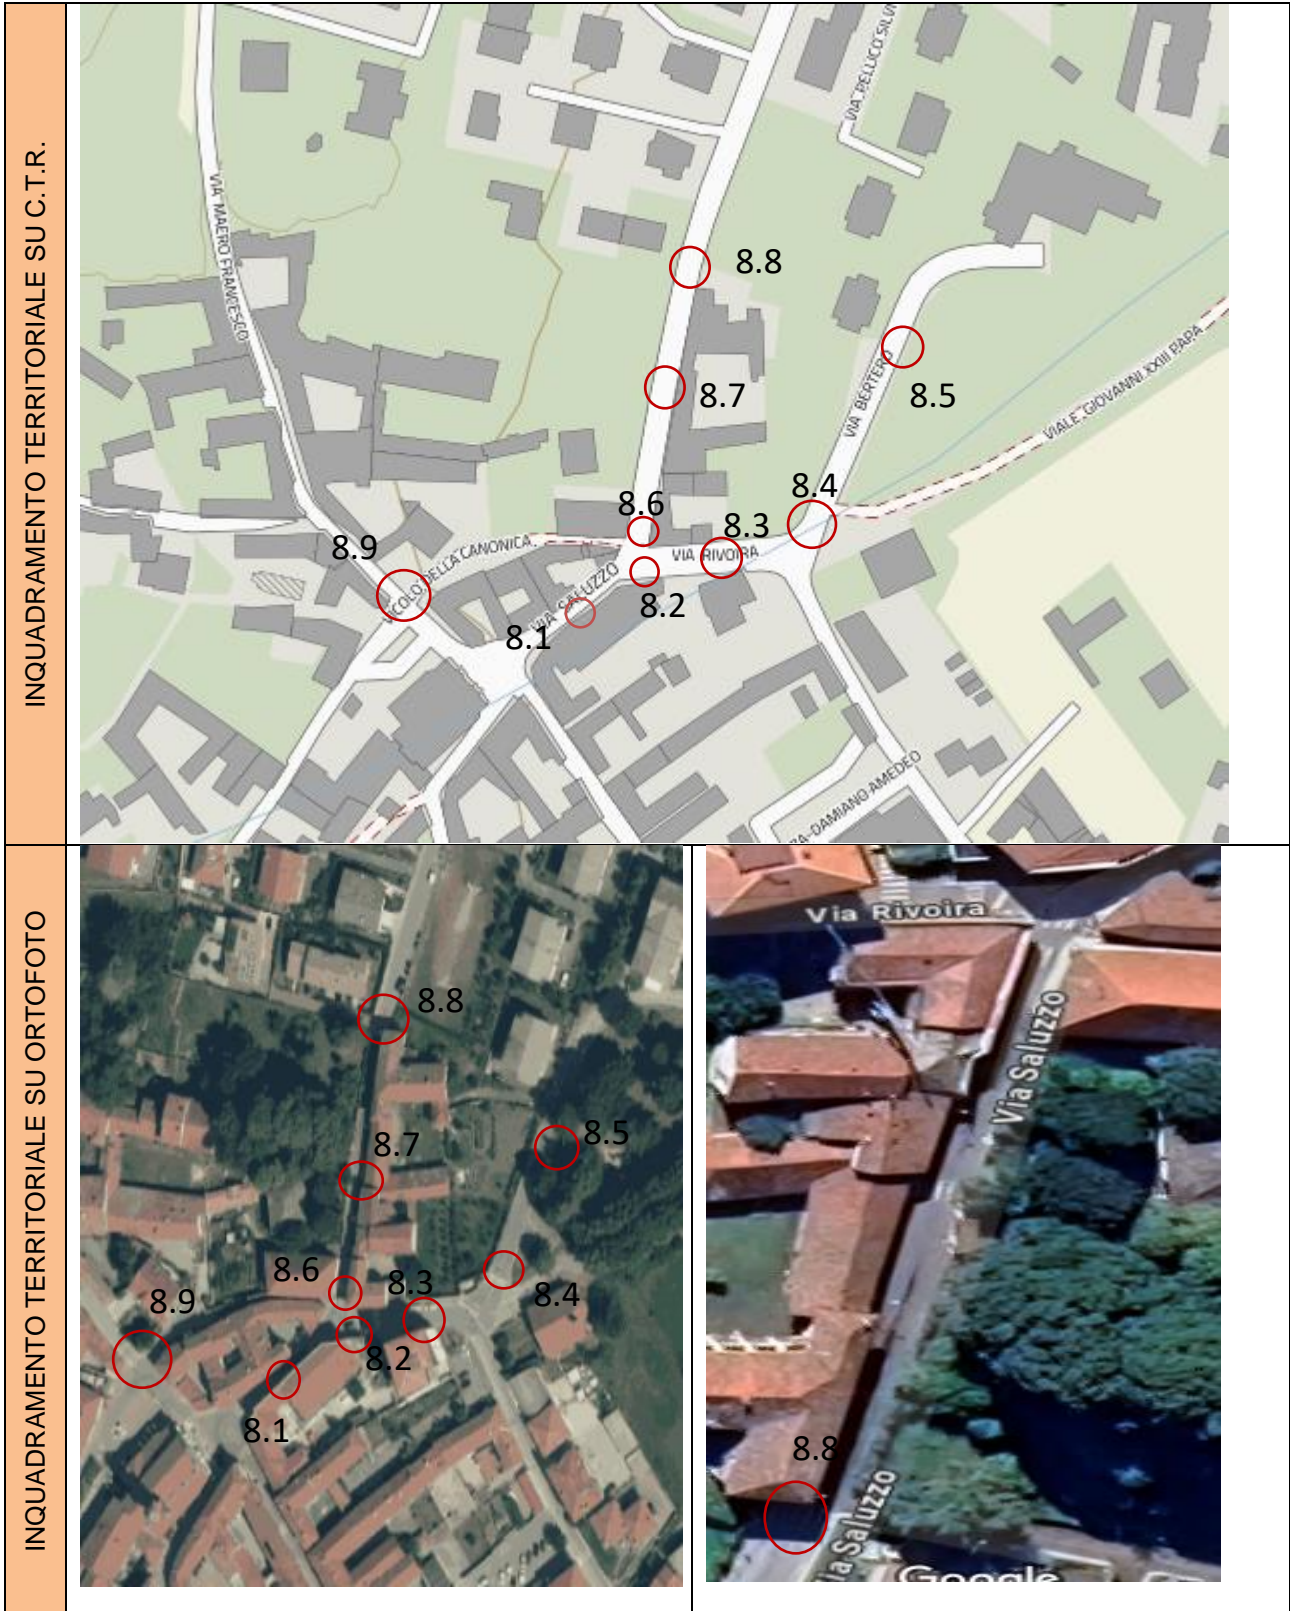 INQUADRAMENTO TERRITORIALE SU C.T.R.
VIA PELLICO SILV
VIA MAERO FRANCESCO
8.8
8.7
VIA BERTERO
8.5
VIALE GIOVANNI XXIII PAPA
8.4
8.6
8.3
VIA RIVOIRA
8.9
VICOLO DELLA CANONICA
VIA SALUZZO
8.2
8.1
ZA DAMIANO AMEDEO
INQUADRAMENTO TERRITORIALE SU ORTOFOTO
8.8
8.7
8.5
8.6
8.3
8.4
8.9
8.2
8.1
Via Rivoira
Via Saluzzo
8.8
Via Saluzzo
Google